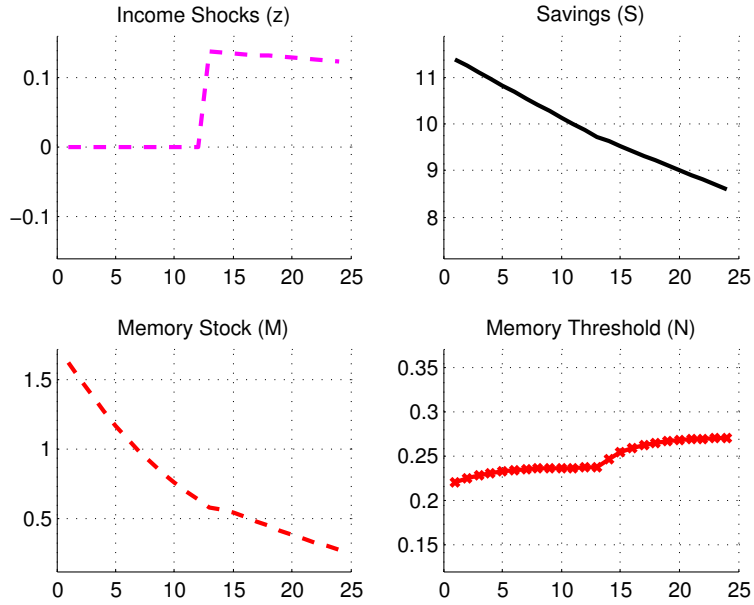 Income Shocks (z)
0.1
0
−0.1
0 5 10 15 20 25
Savings (S)
11
10
9
8
0 5 10 15 20 25
Memory Stock (M)
1.5
1
0.5
0 5 10 15 20 25
Memory Threshold (N)
0.35
0.3
0.25
0.2
0.15
0 5 10 15 20 25